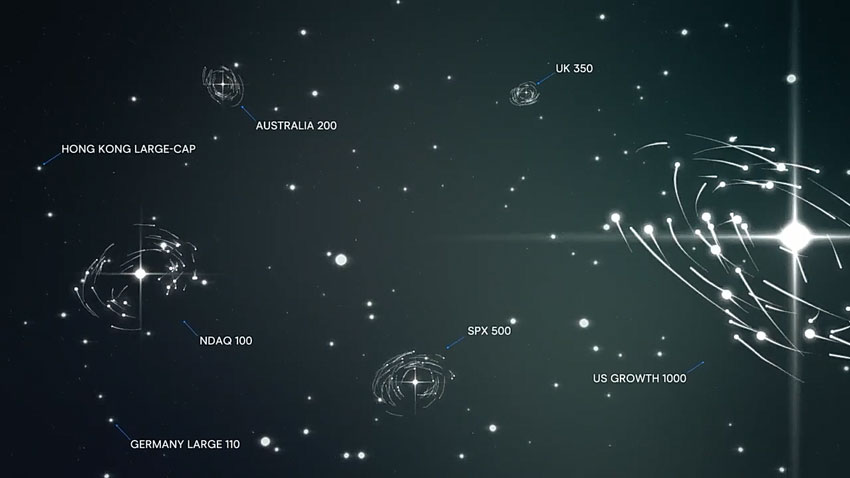 UK 350
AUSTRALIA 200
HONG KONG LARGE-CAP
SPX 500
NDAQ 100
US GROWTH 1000
GERMANY LARGE 110